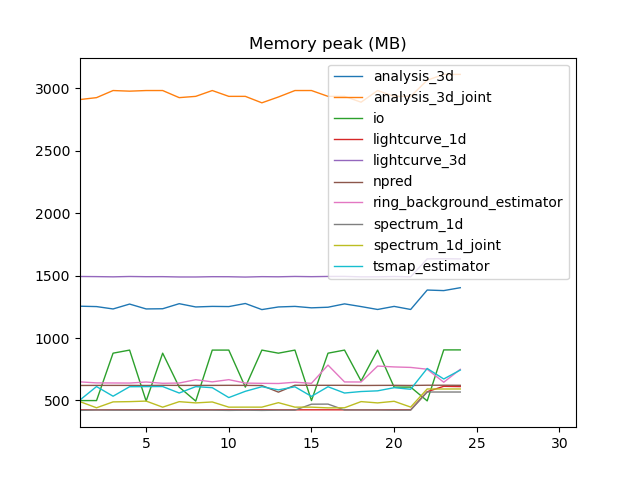 Memory peak (MB)
3000
2500
2000
1500
1000
500
5
10
15
20
25
30
analysis_3d
analysis_3d_joint
io
lightcurve_1d
lightcurve_3d
npred
ring_background_estimator
spectrum_1d
spectrum_1d_joint
tsmap_estimator